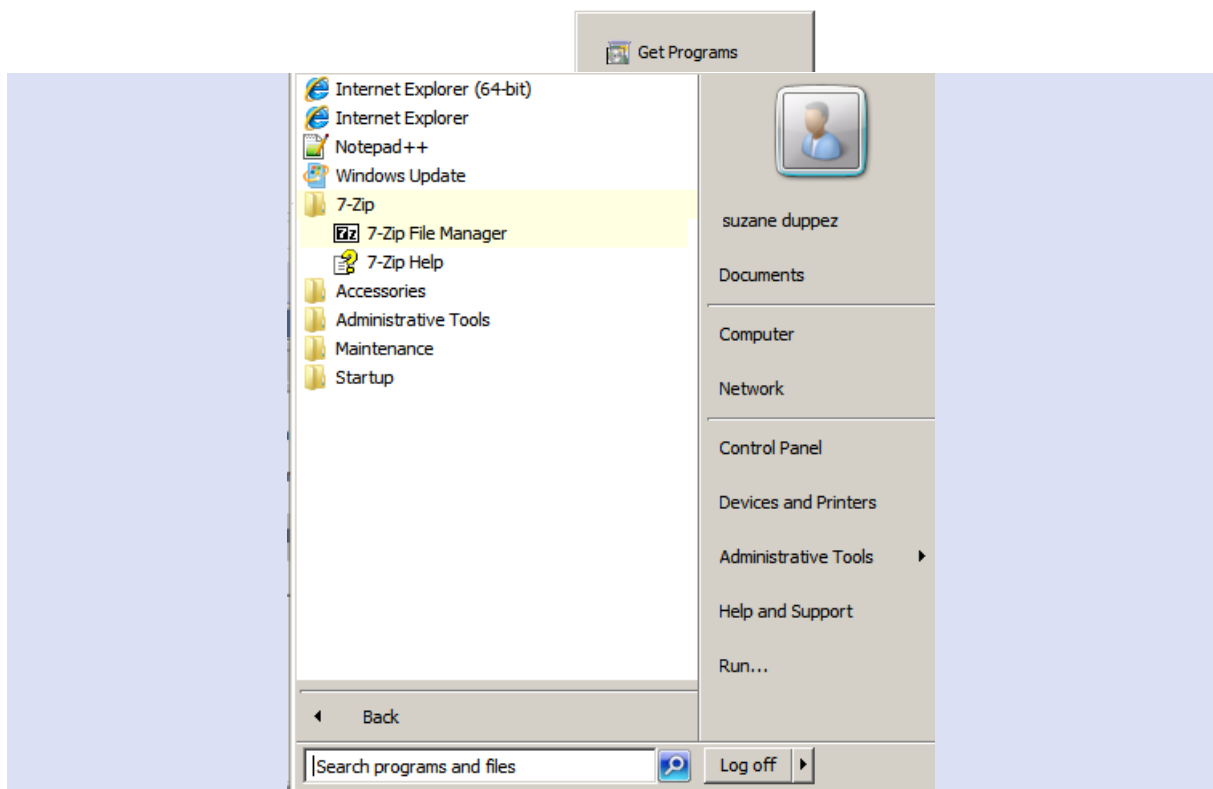 Get Programs
Internet Explorer (64-bit)
Internet Explorer
Notepad++
Windows Update
7-Zip
7z 7-Zip File Manager
7-Zip Help
Accessories
Administrative Tools
Maintenance
Startup
Back
Search programs and files
suzane duppez
Documents
Computer
Network
Control Panel
Devices and Printers
Administrative Tools
Help and Support
Run...
Log off